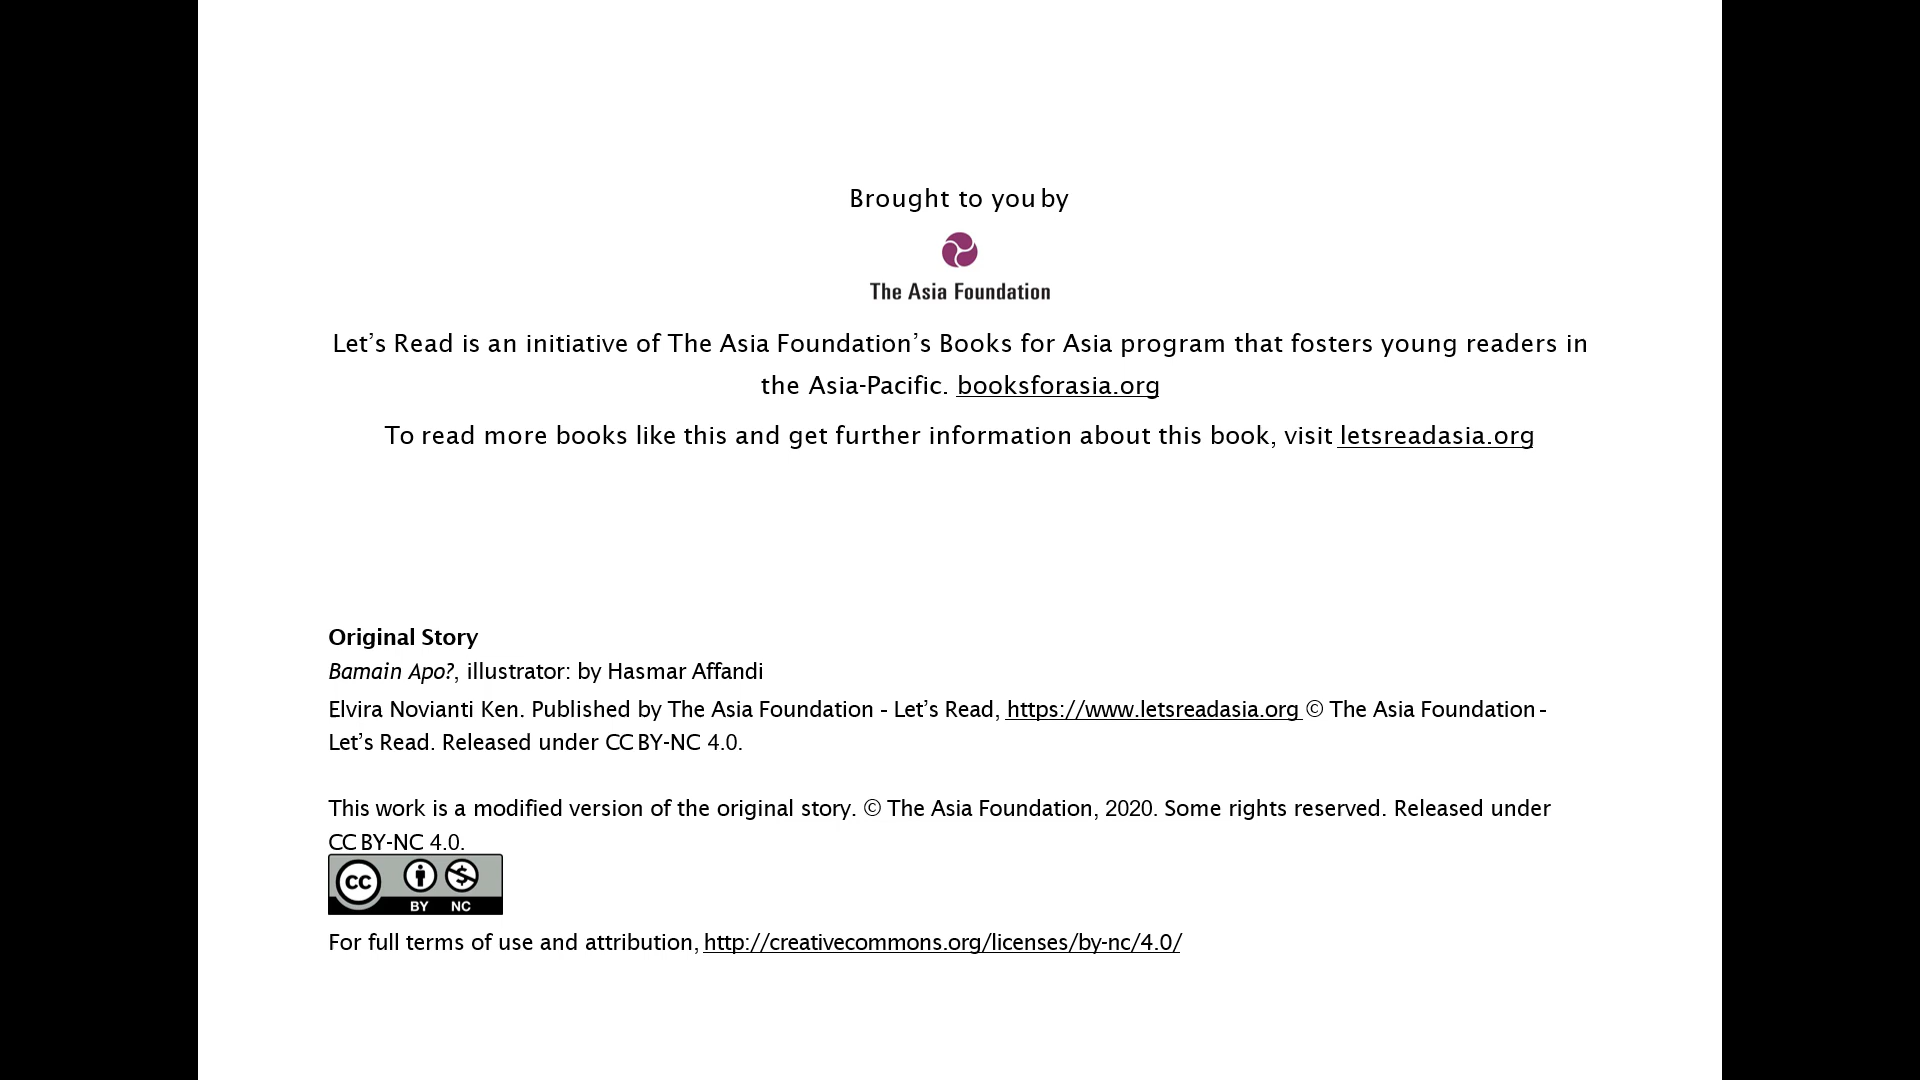 Brought to you by
The Asia Foundation
Let’s Read is an initiative of The Asia Foundation’s Books for Asia program that fosters young readers in
the Asia-Pacific. booksforasia.org
To read more books like this and get further information about this book, visit letsreadasia.org
Original Story
Bamain Apo?, illustrator: by Hasmar Affandi
Elvira Novianti Ken. Published by The Asia Foundation - Let’s Read, https://www.letsreadasia.org © The Asia Foundation -
Let’s Read. Released under CC BY-NC 4.0.
This work is a modified version of the original story. © The Asia Foundation, 2020. Some rights reserved. Released under
CC BY-NC 4.0.
CC BY NC
For full terms of use and attribution, http://creativecommons.org/licenses/by-nc/4.0/